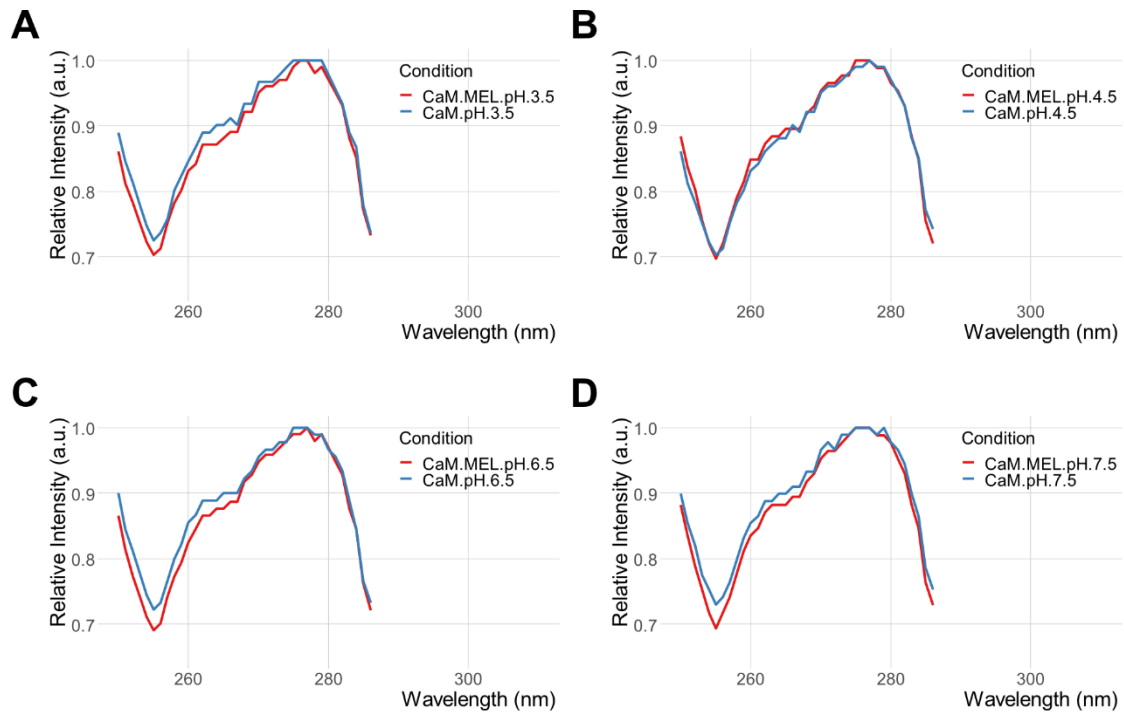 A
Relative Intensity (a.u.)
1.0
0.9
0.8
0.7
260
280
300
Wavelength (nm)
Condition
CaM.MEL.pH.3.5
CaM.pH.3.5
B
Relative Intensity (a.u.)
1.0
0.9
0.8
0.7
260
280
300
Wavelength (nm)
Condition
CaM.MEL.pH.4.5
CaM.pH.4.5
C
Relative Intensity (a.u.)
1.0
0.9
0.8
0.7
260
280
300
Wavelength (nm)
Condition
CaM.MEL.pH.6.5
CaM.pH.6.5
D
Relative Intensity (a.u.)
1.0
0.9
0.8
0.7
260
280
300
Wavelength (nm)
Condition
CaM.MEL.pH.7.5
CaM.pH.7.5